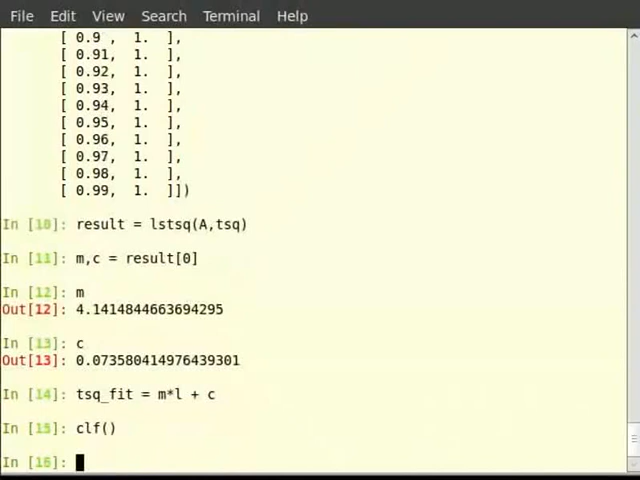 File Edit View Search Terminal Help
[ 0.9 , 1. ],
[ 0.91, 1. ],
[ 0.92, 1. ],
[ 0.93, 1. ],
[ 0.94, 1. ],
[ 0.95, 1. ],
[ 0.96, 1. ],
[ 0.97, 1. ],
[ 0.98, 1. ],
[ 0.99, 1. ]])
In [10]: result = lstsq(A,tsq)
In [11]: m,c = result[0]
In [12]: m
Out[12]: 4.1414844663694295
In [13]: c
Out[13]: 0.073580414976439301
In [14]: tsq_fit = m*l + c
In [15]: clf()
In [16]: